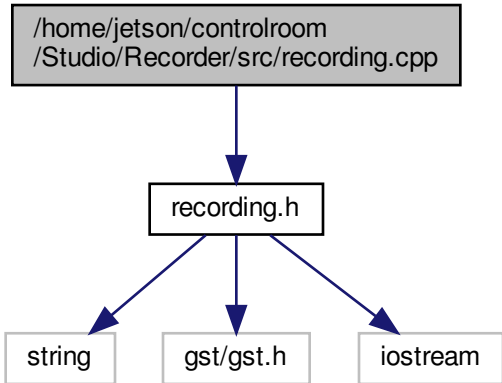 /home/jetson/controlroom
/Studio/Recorder/src/recording.cpp
recording.h
string
gst/gst.h
iostream